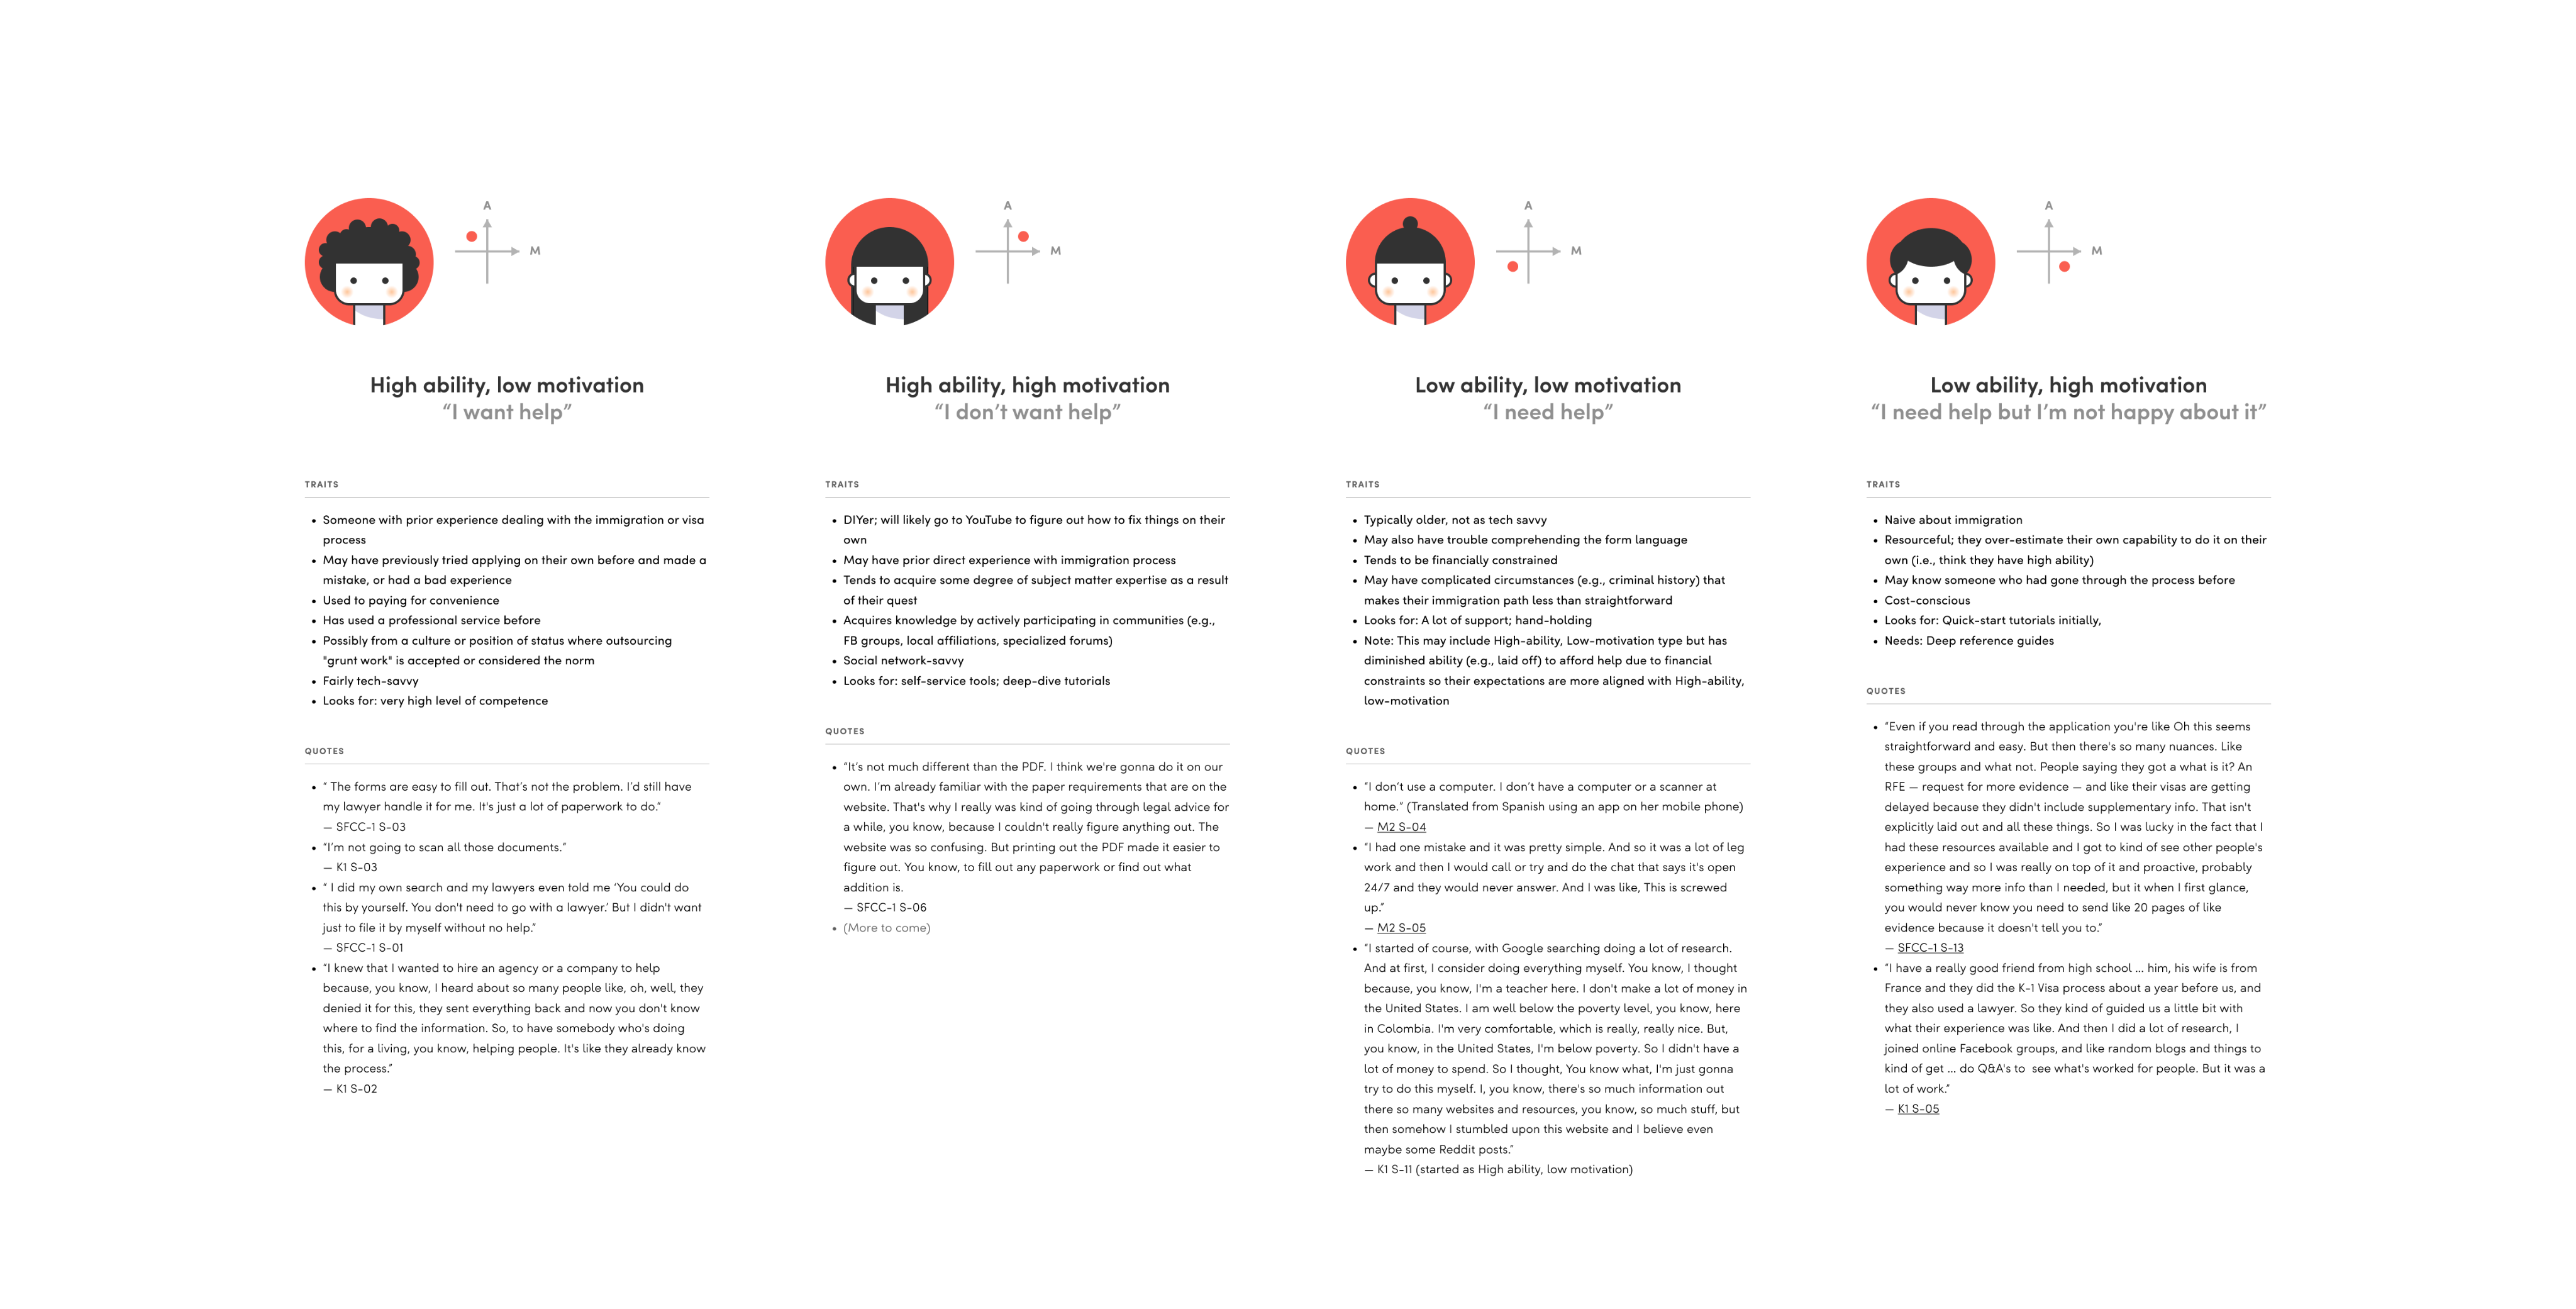 A
M
High ability, low motivation
“I want help”
TRAITS
• Someone with prior experience dealing with the immigration or visa
process
• May have previously tried applying on their own before and made a
mistake, or had a bad experience
• Used to paying for convenience
• Has used a professional service before
• Possibly from a culture or position of status where outsourcing
"grunt work" is accepted or considered the norm
• Fairly tech-savvy
• Looks for: very high level of competence
QUOTES
• “ The forms are easy to fill out. That’s not the problem. I’d still have
my lawyer handle it for me. It's just a lot of paperwork to do.”
— SFCC-1 S-03
• “I’m not going to scan all those documents.”
— K1 S-03
• “ I did my own search and my lawyers even told me ‘You could do
this by yourself. You don't need to go with a lawyer.’ But I didn't want
just to file it by myself without no help.”
— SFCC-1 S-01
• “I knew that I wanted to hire an agency or a company to help
because, you know, I heard about so many people like, oh, well, they
denied it for this, they sent everything back and now you don't know
where to find the information. So, to have somebody who's doing
this, for a living, you know, helping people. It's like they already know
the process.”
— K1 S-02
A
M
High ability, high motivation
“I don’t want help”
TRAITS
• DIYer; will likely go to YouTube to figure out how to fix things on their
own
• May have prior direct experience with immigration process
• Tends to acquire some degree of subject matter expertise as a result
of their quest
• Acquires knowledge by actively participating in communities (e.g.,
FB groups, local affiliations, specialized forums)
• Social network-savvy
• Looks for: self-service tools; deep-dive tutorials
QUOTES
• “It’s not much different than the PDF. I think we're gonna do it on our
own. I’m already familiar with the paper requirements that are on the
website. That's why I really was kind of going through legal advice for
a while, you know, because I couldn't really figure anything out. The
website was so confusing. But printing out the PDF made it easier to
figure out. You know, to fill out any paperwork or find out what
addition is.
— SFCC-1 S-06
• (More to come)
A
M
Low ability, low motivation
“I need help”
TRAITS
• Typically older, not as tech savvy
• May also have trouble comprehending the form language
• Tends to be financially constrained
• May have complicated circumstances (e.g., criminal history) that
makes their immigration path less than straightforward
• Looks for: A lot of support; hand-holding
• Note: This may include High-ability, Low-motivation type but has
diminished ability (e.g., laid off) to afford help due to financial
constraints so their expectations are more aligned with High-ability,
low-motivation
QUOTES
• “I don’t use a computer. I don’t have a computer or a scanner at
home.” (Translated from Spanish using an app on her mobile phone)
— M2 S-04
• “I had one mistake and it was pretty simple. And so it was a lot of leg
work and then I would call or try and do the chat that says it's open
24/7 and they would never answer. And I was like, This is screwed
up.”
— M2 S-05
• “I started of course, with Google searching doing a lot of research.
And at first, I consider doing everything myself. You know, I thought
because, you know, I'm a teacher here. I don't make a lot of money in
the United States. I am well below the poverty level, you know, here
in Colombia. I'm very comfortable, which is really, really nice. But,
you know, in the United States, I'm below poverty. So I didn't have a
lot of money to spend. So I thought, You know what, I'm just gonna
try to do this myself. I, you know, there's so much information out
there so many websites and resources, you know, so much stuff, but
then somehow I stumbled upon this website and I believe even
maybe some Reddit posts.”
— K1 S-11 (started as High ability, low motivation)
A
M
Low ability, high motivation
“I need help but I’m not happy about it”
TRAITS
• Naive about immigration
• Resourceful; they over-estimate their own capability to do it on their
own (i.e., think they have high ability)
• May know someone who had gone through the process before
• Cost-conscious
• Looks for: Quick-start tutorials initially,
• Needs: Deep reference guides
QUOTES
• “Even if you read through the application you're like Oh this seems
straightforward and easy. But then there's so many nuances. Like
these groups and what not. People saying they got a what is it? An
RFE — request for more evidence — and like their visas are getting
delayed because they didn't include supplementary info. That isn't
explicitly laid out and all these things. So I was lucky in the fact that I
had these resources available and I got to kind of see other people's
experience and so I was really on top of it and proactive, probably
something way more info than I needed, but it when I first glance,
you would never know you need to send like 20 pages of like
evidence because it doesn't tell you to.”
— SFCC-1 S-13
• “I have a really good friend from high school ... him, his wife is from
France and they did the K-1 Visa process about a year before us, and
they also used a lawyer. So they kind of guided us a little bit with
what their experience was like. And then I did a lot of research, I
joined online Facebook groups, and like random blogs and things to
kind of get ... do Q&A's to  see what's worked for people. But it was a
lot of work.”
— K1 S-05